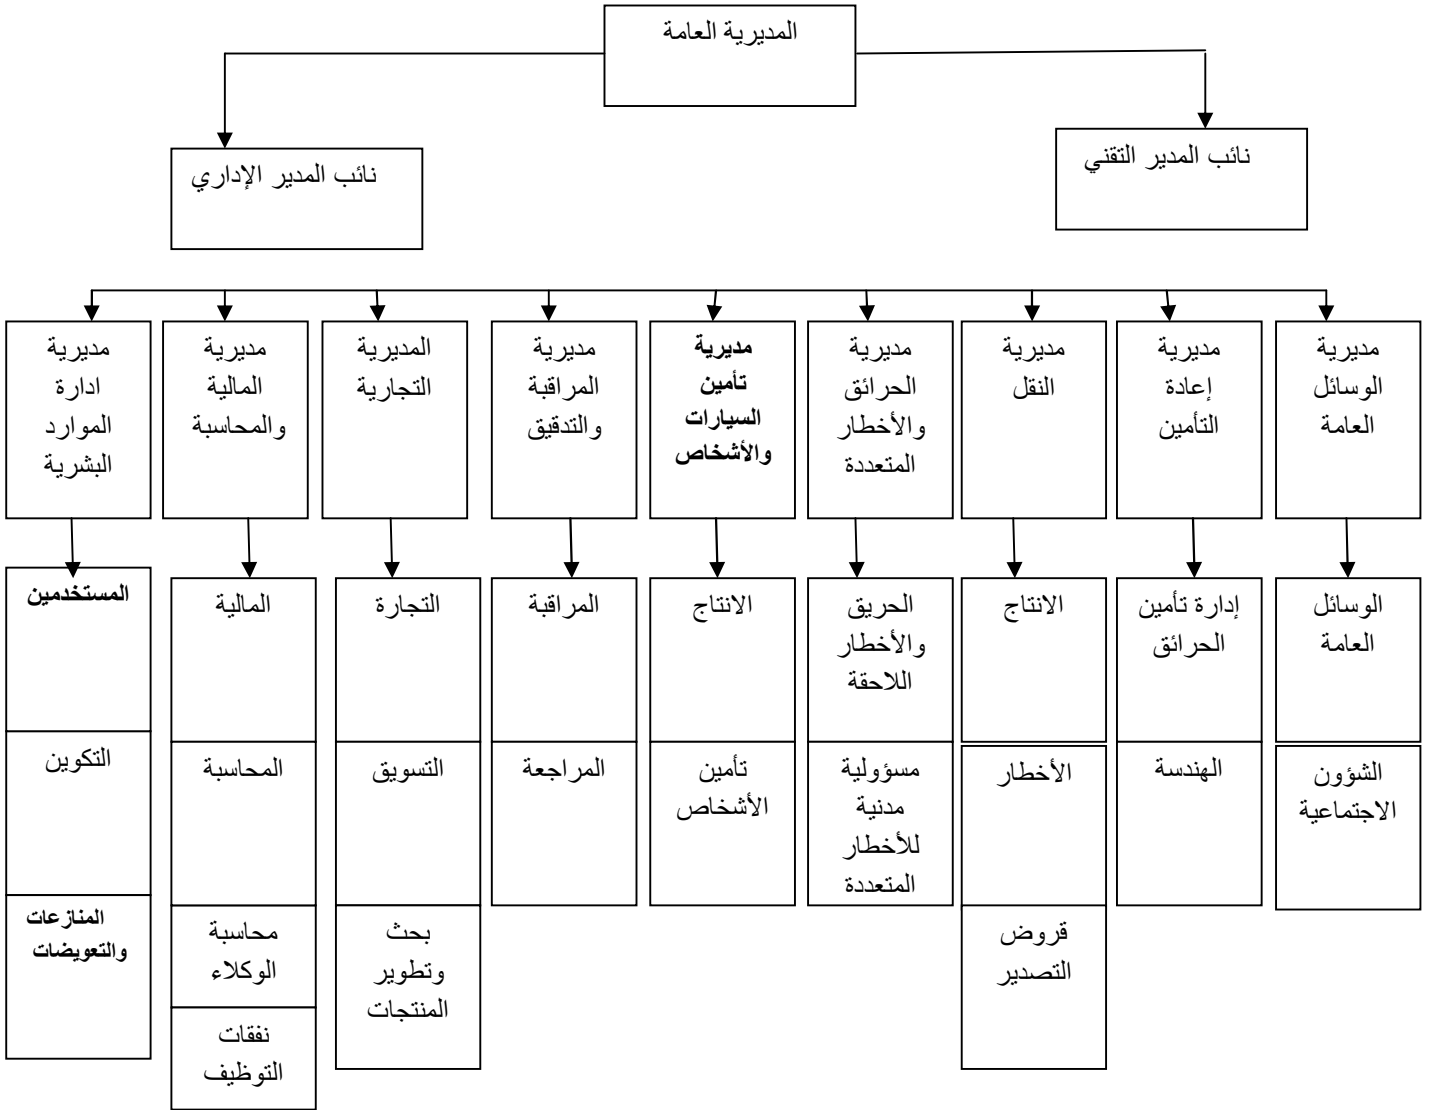 المديرية العامة
نائب المدير التقني
نائب المدير الإداري
مديرية
الوسائل
العامة
مديرية
إعادة
التأمين
مديرية
النقل
مديرية
الحرائق
والأخطار
المتعددة
مديرية
تأمين
السيارات
والأشخاص
مديرية
المراقبة
والتدقيق
المديرية
التجارية
مديرية
المالية
والمحاسبة
مديرية
ادارة
الموارد
البشرية
الوسائل
العامة
إدارة تأمين
الحرائق
الانتاج
الحريق
والأخطار
اللاحقة
الانتاج
المراقبة
التجارة
المالية
المستخدمين
الشؤون
الاجتماعية
الهندسة
الأخطار
مسؤولية
مدنية
للأخطار
المتعددة
تأمين
الأشخاص
المراجعة
التسويق
المحاسبة
التكوين
قروض
التصدير
بحث
وتطوير
المنتجات
محاسبة
الوكلاء
المنازعات
والتعويضات
نفقات
التوظيف